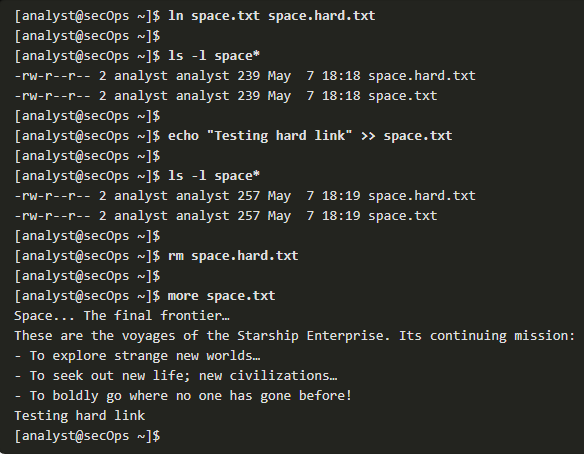 [analyst@secOps ~]$ ln space.txt space.hard.txt
[analyst@secOps ~]$
[analyst@secOps ~]$ ls -l space*
-rw-r--r-- 2 analyst analyst 239 May  7 18:18 space.hard.txt
-rw-r--r-- 2 analyst analyst 239 May  7 18:18 space.txt
[analyst@secOps ~]$
[analyst@secOps ~]$ echo "Testing hard link" >> space.txt
[analyst@secOps ~]$
[analyst@secOps ~]$ ls -l space*
-rw-r--r-- 2 analyst analyst 257 May  7 18:19 space.hard.txt
-rw-r--r-- 2 analyst analyst 257 May  7 18:19 space.txt
[analyst@secOps ~]$
[analyst@secOps ~]$ rm space.hard.txt
[analyst@secOps ~]$
[analyst@secOps ~]$ more space.txt
Space... The final frontier…
These are the voyages of the Starship Enterprise. Its continuing mission:
- To explore strange new worlds…
- To seek out new life; new civilizations…
- To boldly go where no one has gone before!
Testing hard link
[analyst@secOps ~]$